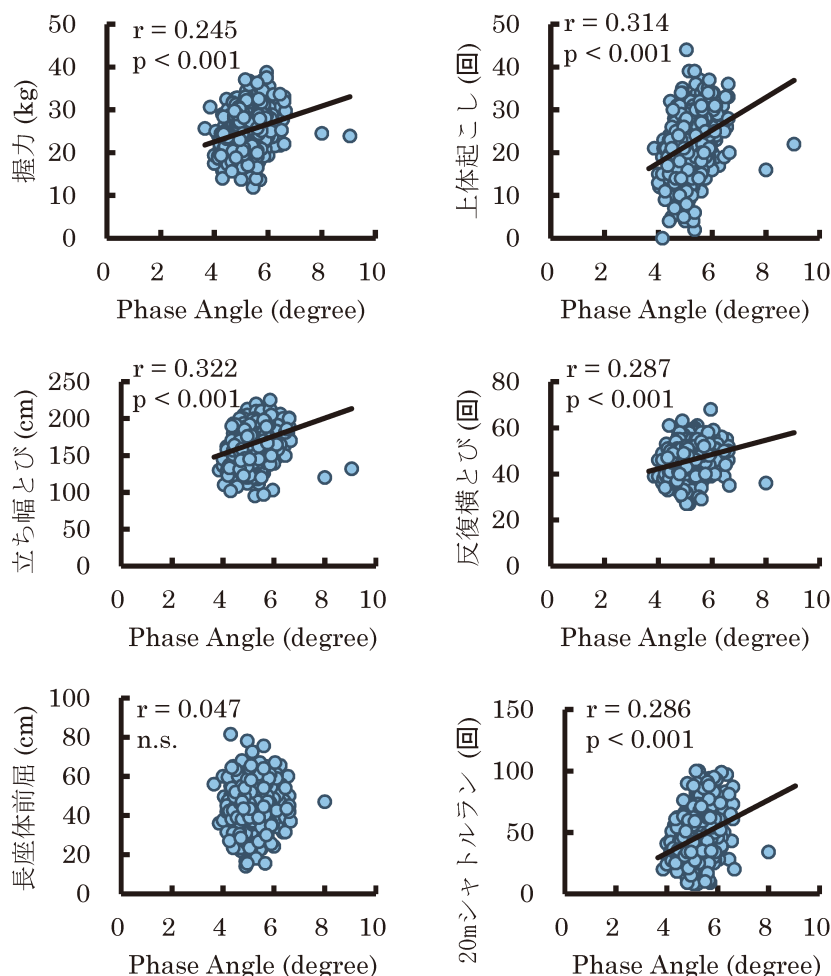 r = 0.245
p < 0.001
握力 (kg)
50
40
30
20
10
0
0 2 4 6 8 10
Phase Angle (degree)
r = 0.314
p < 0.001
上体起こし (回)
50
40
30
20
10
0
0 2 4 6 8 10
Phase Angle (degree)
r = 0.322
p < 0.001
立ち幅とび (cm)
250
200
150
100
50
0
0 2 4 6 8 10
Phase Angle (degree)
r = 0.287
p < 0.001
反復横とび (回)
80
60
40
20
0
0 2 4 6 8 10
Phase Angle (degree)
r = 0.047
n.s.
長座体前屈 (cm)
100
80
60
40
20
0
0 2 4 6 8 10
Phase Angle (degree)
r = 0.286
p < 0.001
20mシャトルラン (回)
150
100
50
0
0 2 4 6 8 10
Phase Angle (degree)